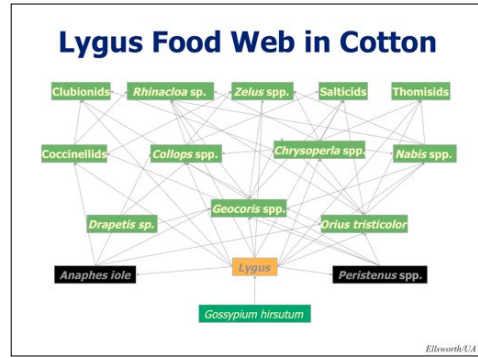 Lygus Food Web in Cotton
Clubionids Rhinacloa sp. Zelus spp. Salticids Thomisids
Coccinellids Collops spp. Chrysoperla spp. Nabis spp.
Drapetis sp. Geocoris spp. Orius tristicolor
Anaphes iole Lygus Peristenus spp.
Gossypium hirsutum
Ellsworth/UA